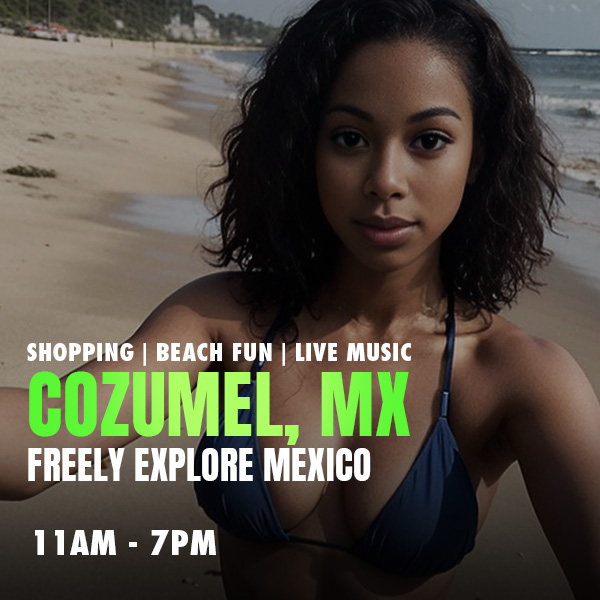 SHOPPING | BEACH FUN | LIVE MUSIC
COZUMEL, MX
FREELY EXPLORE MEXICO
11AM - 7PM